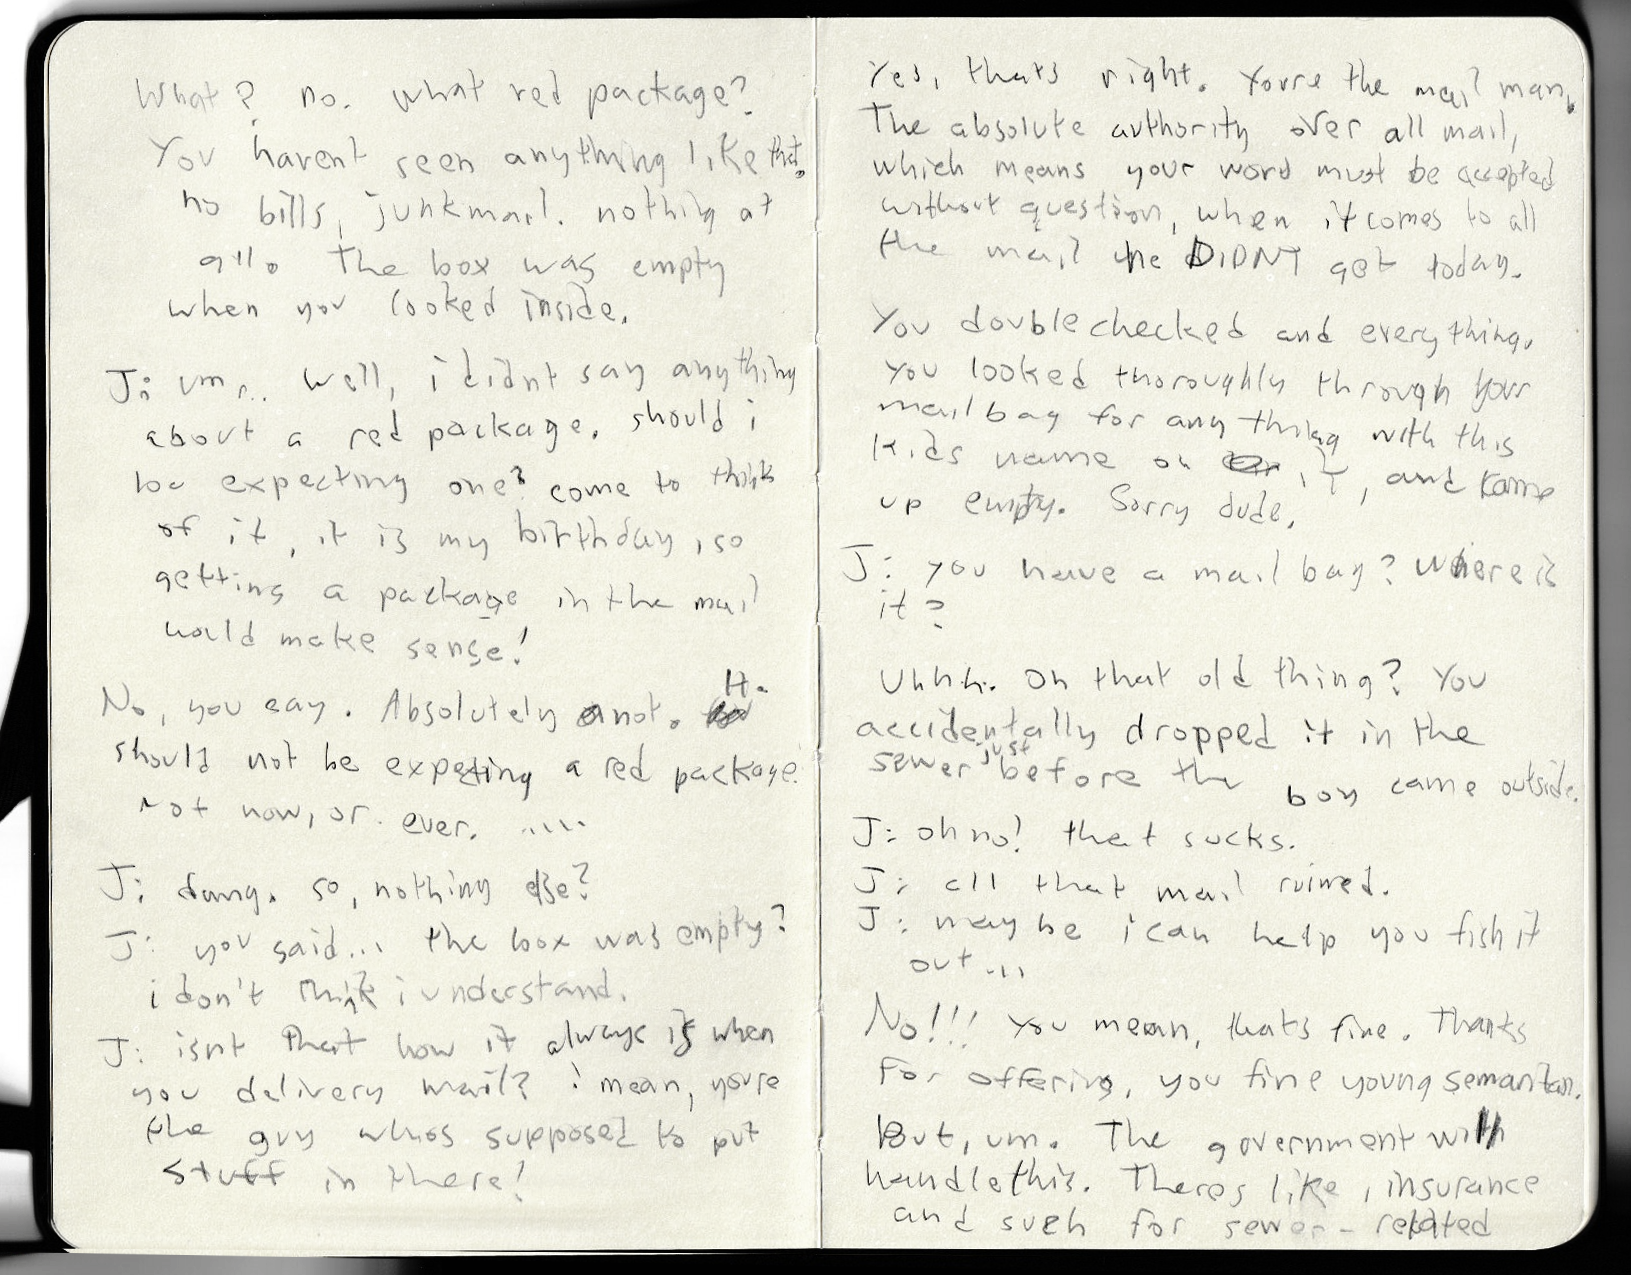 What? no. what red package?
You havent seen anything like that.
no bills, junkmail. nothing at
all. The box was empty
when you looked inside.
J: um... well, i didnt say anything
about a red package. should i
be expecting one? come to think
of it, it is my birthday, so
getting a package in the mail
would make sense!
No, you say. Absolutely not. He
should not be expecting a red package.
not now, or ever. .....
J: dang. so, nothing else?
J: you said... the box was empty?
i don't think i understand.
J: isnt that how it always is when
you delivery mail? i mean, youre
the guy whos supposed to put
stuff in there!
Yes, thats right. Youre the mail man.
The absolute authority over all mail,
which means your word must be accepted
without question, when it comes to all
the mail he DIDNT get today.
You doublechecked and everything.
You looked thoroughly through your
mailbag for anything with this
kids name on it, and kame
up empty. Sorry dude.
J: you have a mail bag? Where is
it?
Uhhh. Oh that old thing? You
accidentally dropped it in the
sewer just before the boy came outside.
J: oh no! that sucks.
J: all that mail ruined.
J: maybe i can help you fish it
out...
No!!! You mean, thats fine. Thanks
For offering, you fine young semaritan.
But, um. The government will
handle this. Theres like, insurance
and such for sewer-related